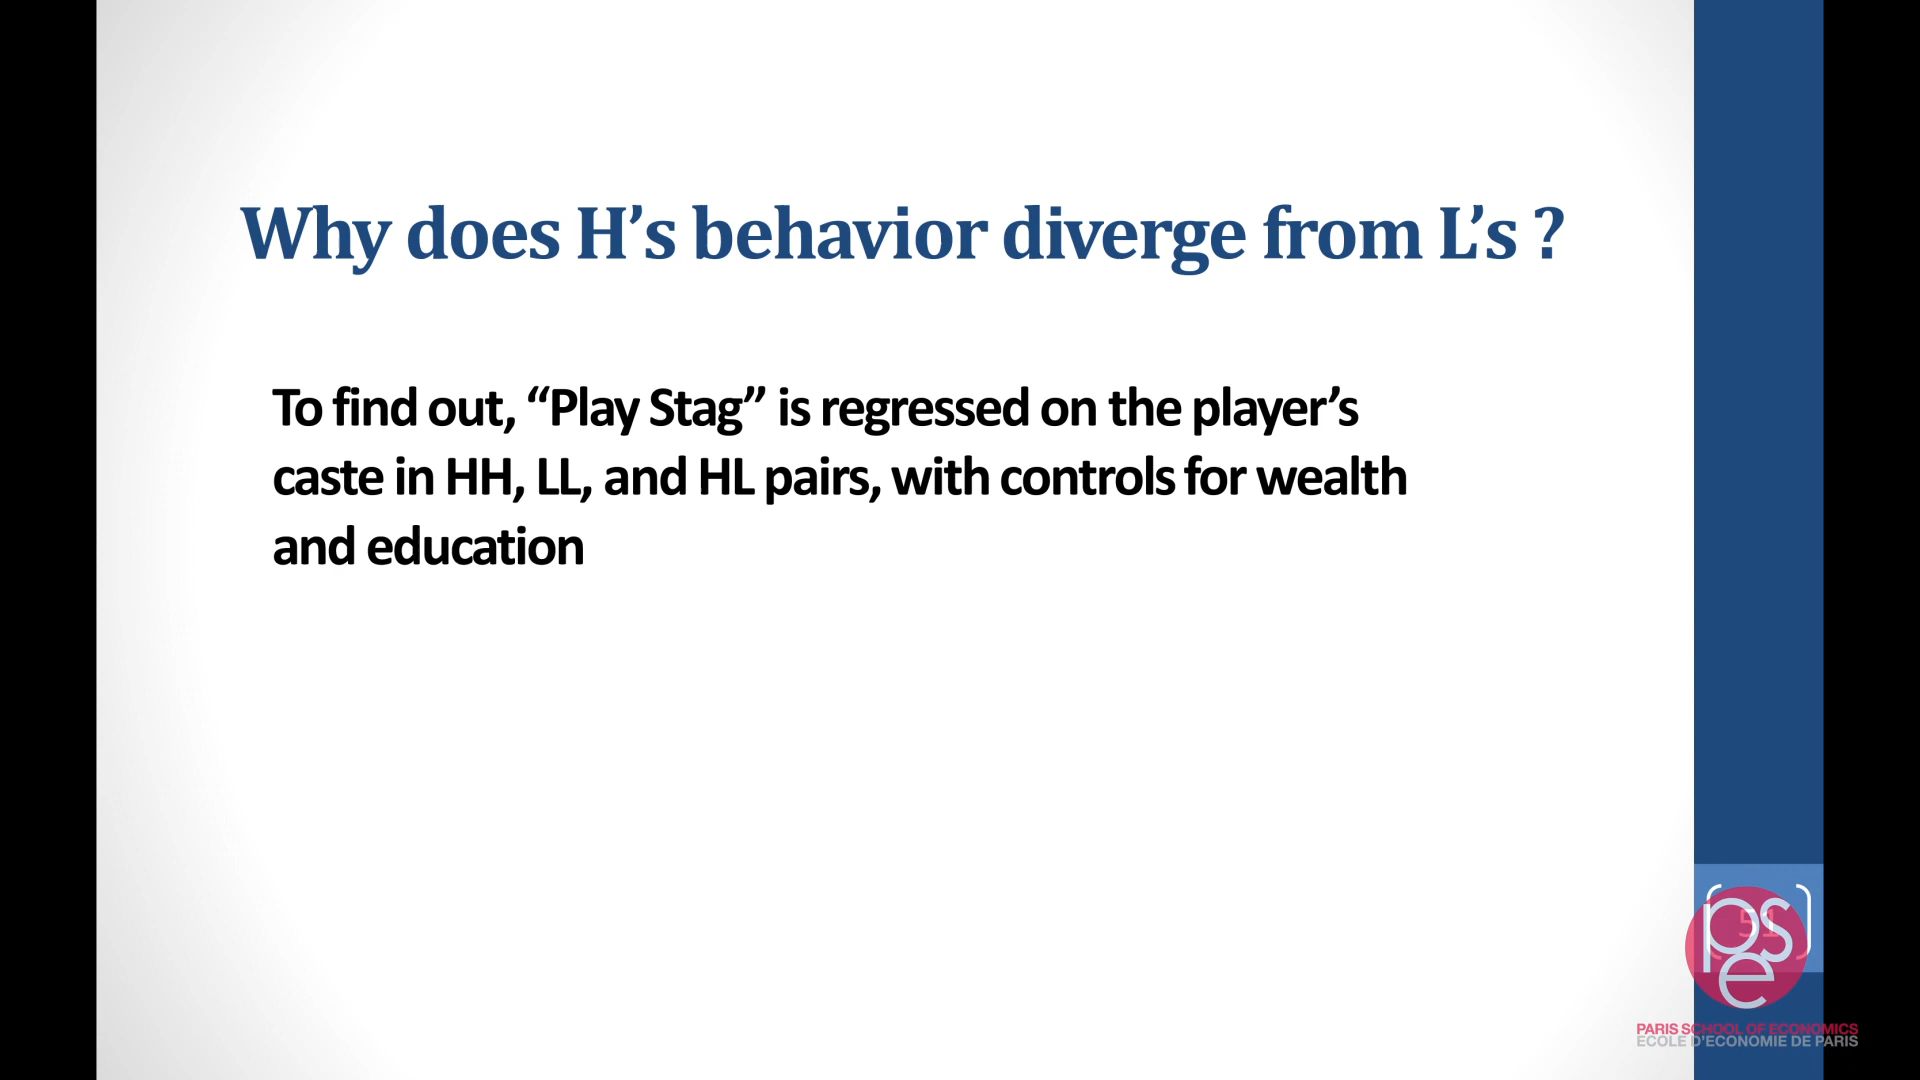 Why does H’s behavior diverge from L’s ?
To find out, “Play Stag” is regressed on the player’s
caste in HH, LL, and HL pairs, with controls for wealth
and education
51
pse
PARIS SCHOOL OF ECONOMICS
ECOLE D'ECONOMIE DE PARIS